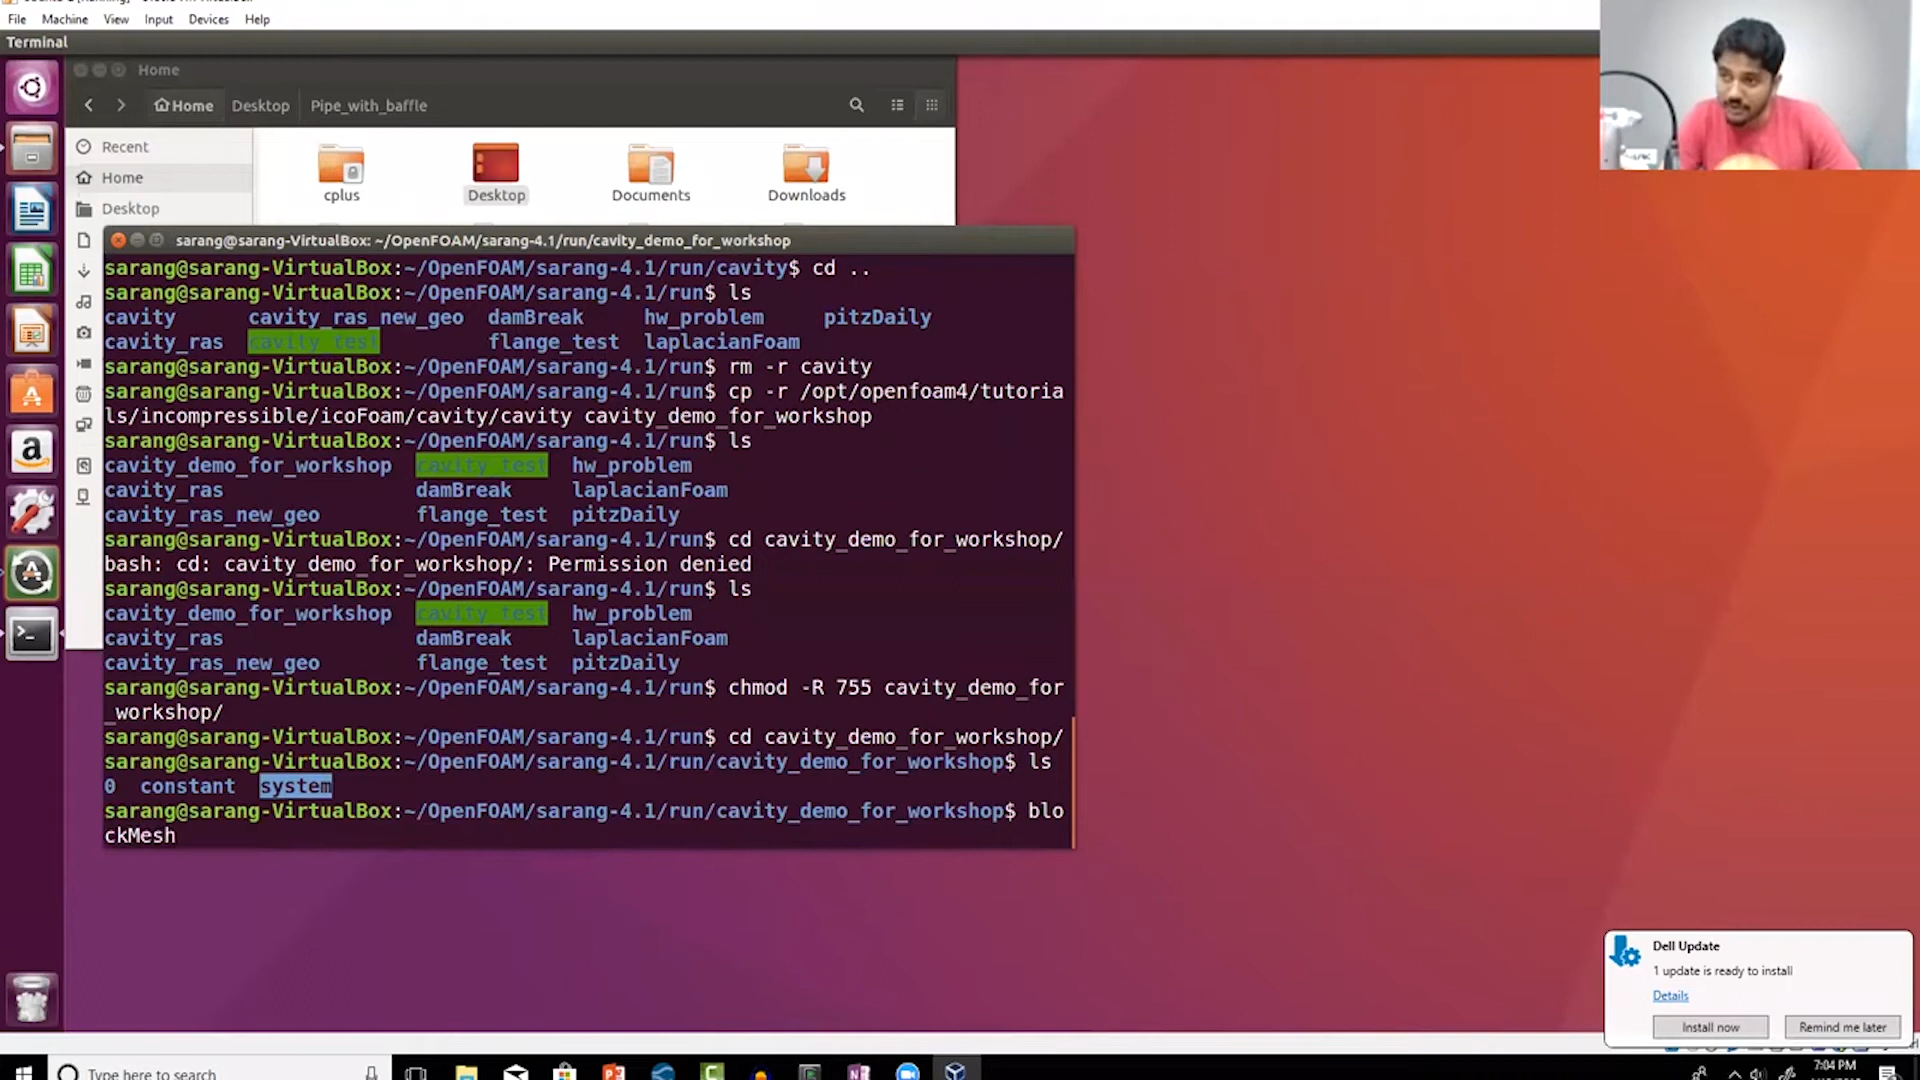 File Machine View Input Devices Help
Terminal
Home
Home Desktop Pipe_with_baffle
Recent
Home
Desktop
cplus Desktop Documents Downloads
sarang@sarang-VirtualBox: ~/OpenFOAM/sarang-4.1/run/cavity_demo_for_workshop
sarang@sarang-VirtualBox:~/OpenFOAM/sarang-4.1/run/cavity$ cd ..
sarang@sarang-VirtualBox:~/OpenFOAM/sarang-4.1/run$ ls
cavity cavity_ras_new_geo damBreak hw_problem pitzDaily
cavity_ras cavity_test flange_test laplacianFoam
sarang@sarang-VirtualBox:~/OpenFOAM/sarang-4.1/run$ rm -r cavity
sarang@sarang-VirtualBox:~/OpenFOAM/sarang-4.1/run$ cp -r /opt/openfoam4/tutoria
ls/incompressible/icoFoam/cavity/cavity cavity_demo_for_workshop
sarang@sarang-VirtualBox:~/OpenFOAM/sarang-4.1/run$ ls
cavity_demo_for_workshop cavity_test hw_problem
cavity_ras damBreak laplacianFoam
cavity_ras_new_geo flange_test pitzDaily
sarang@sarang-VirtualBox:~/OpenFOAM/sarang-4.1/run$ cd cavity_demo_for_workshop/
bash: cd: cavity_demo_for_workshop/: Permission denied
sarang@sarang-VirtualBox:~/OpenFOAM/sarang-4.1/run$ ls
cavity_demo_for_workshop cavity_test hw_problem
cavity_ras damBreak laplacianFoam
cavity_ras_new_geo flange_test pitzDaily
sarang@sarang-VirtualBox:~/OpenFOAM/sarang-4.1/run$ chmod -R 755 cavity_demo_for
_workshop/
sarang@sarang-VirtualBox:~/OpenFOAM/sarang-4.1/run$ cd cavity_demo_for_workshop/
sarang@sarang-VirtualBox:~/OpenFOAM/sarang-4.1/run/cavity_demo_for_workshop$ ls
0 constant system
sarang@sarang-VirtualBox:~/OpenFOAM/sarang-4.1/run/cavity_demo_for_workshop$ blo
ckMesh
Dell Update
1 update is ready to install
Details
Install now Remind me later
Type here to search
7:04 PM